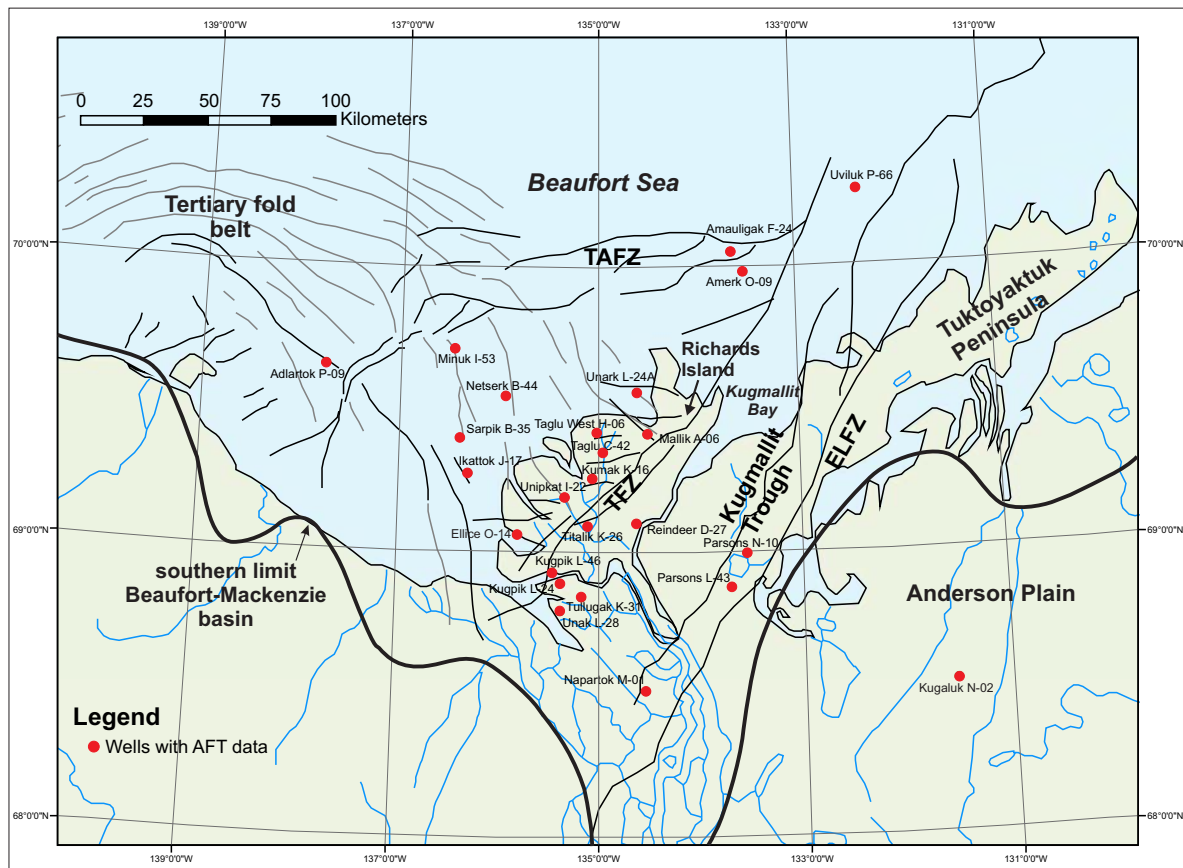 139°0'0"W
137°0'0"W
135°0'0"W
133°0'0"W
131°0'0"W
0
25
50
75
100
Kilometers
Beaufort Sea
Uviluk P-66
Tertiary fold
belt
Amauligak F-24
70°0'0"N
TAFZ
70°0'0"N
Amerk O-09
Tuktoyaktuk
Peninsula
Minuk I-53
Adlartok P-09
Richards
Island
Netserk B-44
Unark L-24A
Kugmallit
Bay
Sarpik B-35
Taglu West H-06
Mallik A-06
Taglu C-42
Ikattok J-17
Kumak K-16
Unipkat I-22
TFZ
Kugmallit
Trough
ELFZ
69°0'0"N
69°0'0"N
Ellice O-14
Titalik K-26
Reindeer D-27
Parsons N-10
Kugpik L-46
southern limit
Beaufort-Mackenzie
basin
Kugpik L-24
Parsons L-43
Anderson Plain
Tullugak K-31
Unak L-28
Napartok M-01
Kugaluk N-02
Legend
Wells with AFT data
68°0'0"N
68°0'0"N
139°0'0"W
137°0'0"W
135°0'0"W
133°0'0"W
131°0'0"W